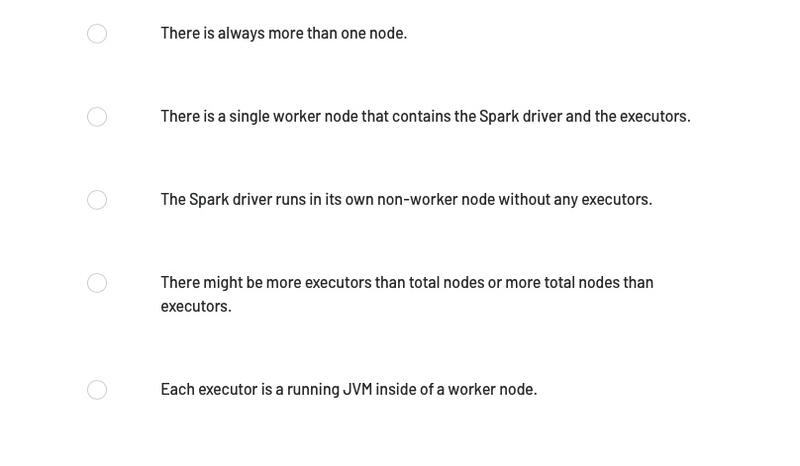 There is always more than one node.
There is a single worker node that contains the Spark driver and the executors.
The Spark driver runs in its own non-worker node without any executors.
There might be more executors than total nodes or more total nodes than
executors.
Each executor is a running JVM inside of a worker node.